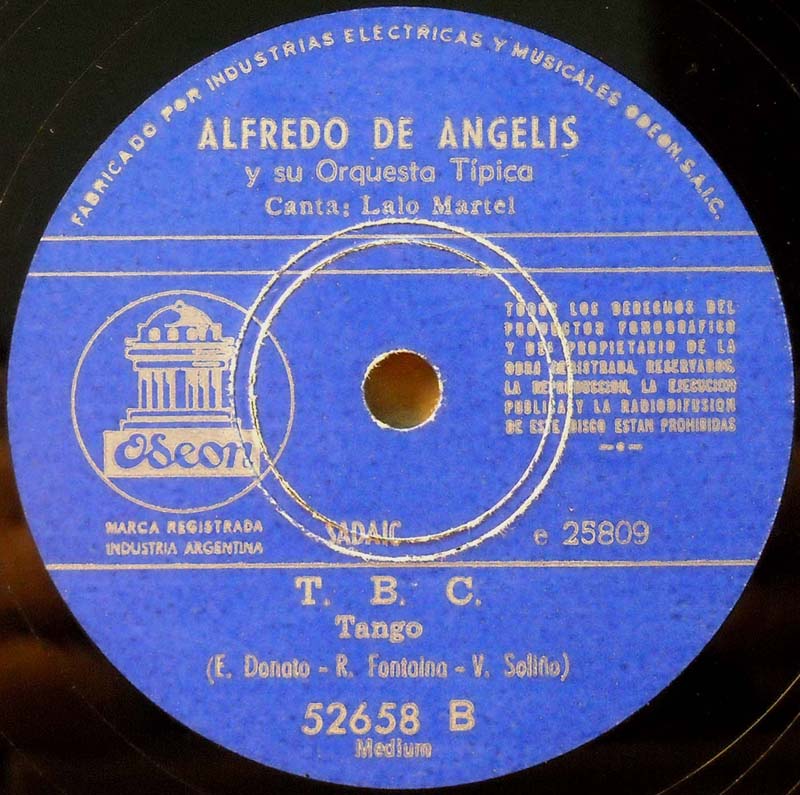 FABRICADO POR INDUSTRIAS ELECTRICAS Y MUSICALES ODEON, S.A.I.C.
ALFREDO DE ANGELIS
y su Orquesta Típica
Canta: Lalo Martel
TODOS LOS DERECHOS DEL
PRODUCTOR FONOGRAFICO
Y DEL PROPIETARIO DE LA
OBRA REGISTRADA, RESERVADOS.
LA REPRODUCCION, LA EJECUCION
PUBLICA Y LA RADIODIFUSION
DE ESTE DISCO ESTAN PROHIBIDAS
Odeon
MARCA REGISTRADA
INDUSTRIA ARGENTINA
SADAIC
e 25809
T. B. C.
Tango
(E. Donato - R. Fontaina - V. Soliño)
52658 B
Medium